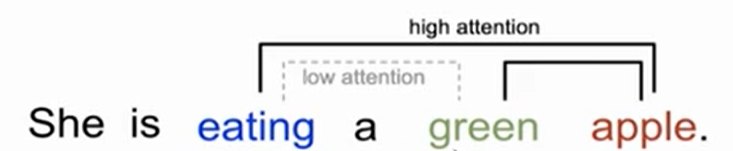 high attention
low attention
She is eating a green apple.